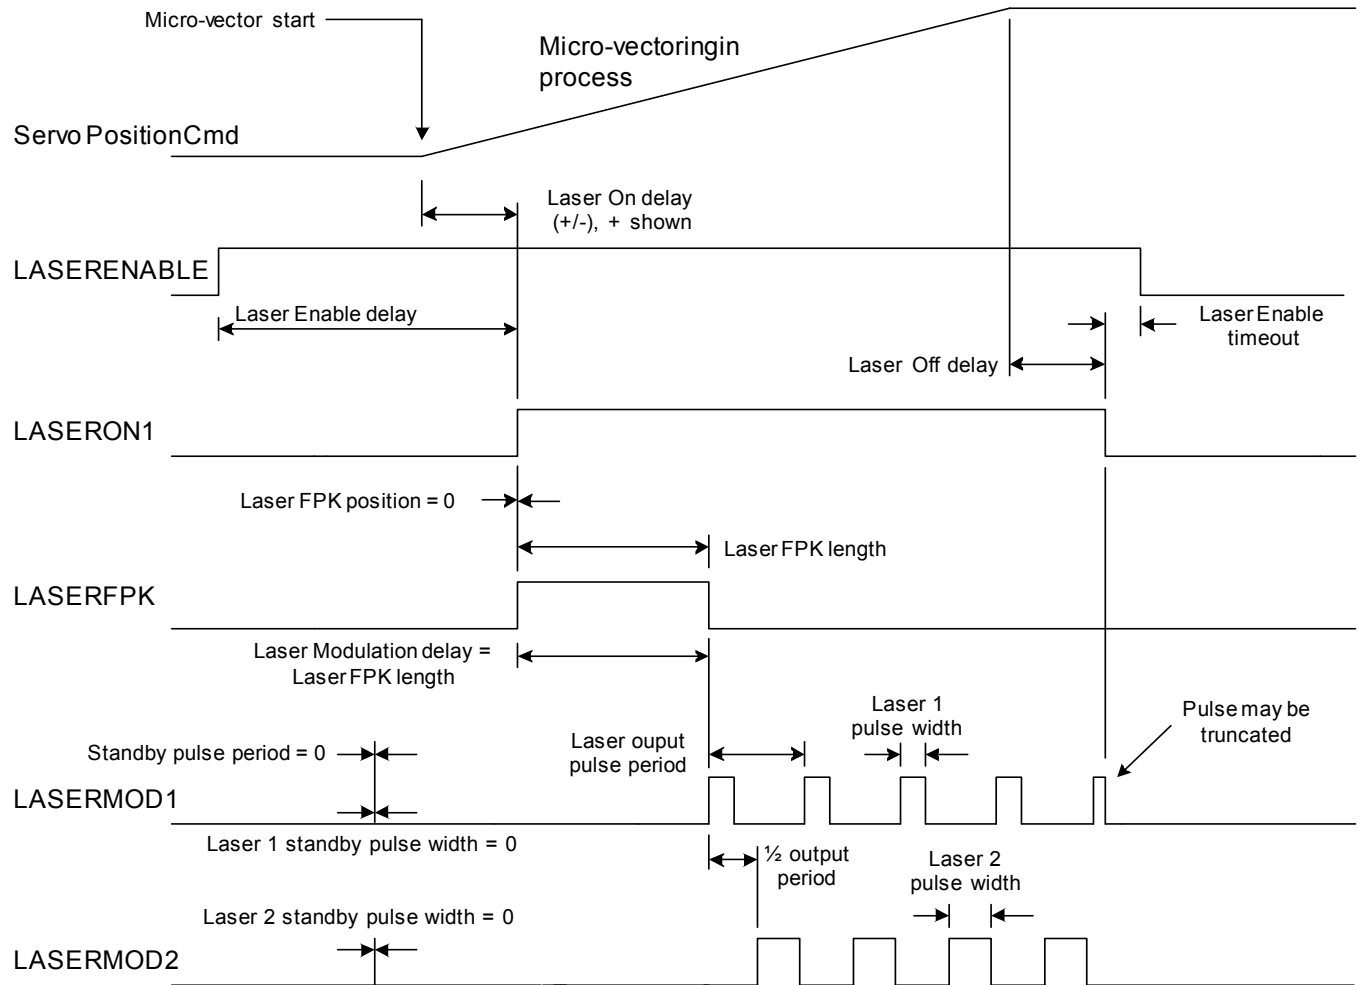 Micro-vector start
Micro-vectoringin
process
Servo PositionCmd
Laser On delay
(+/-), + shown
LASERENABLE
Laser Enable delay
Laser Enable
timeout
Laser Off delay
LASERON1
Laser FPK position = 0
Laser FPK length
LASERFPK
Laser Modulation delay =
Laser FPK length
Laser 1
pulse width
Pulse may be
truncated
Standby pulse period = 0
Laser ouput
pulse period
LASERMOD1
Laser 1 standby pulse width = 0
½ output
period
Laser 2
pulse width
Laser 2 standby pulse width = 0
LASERMOD2